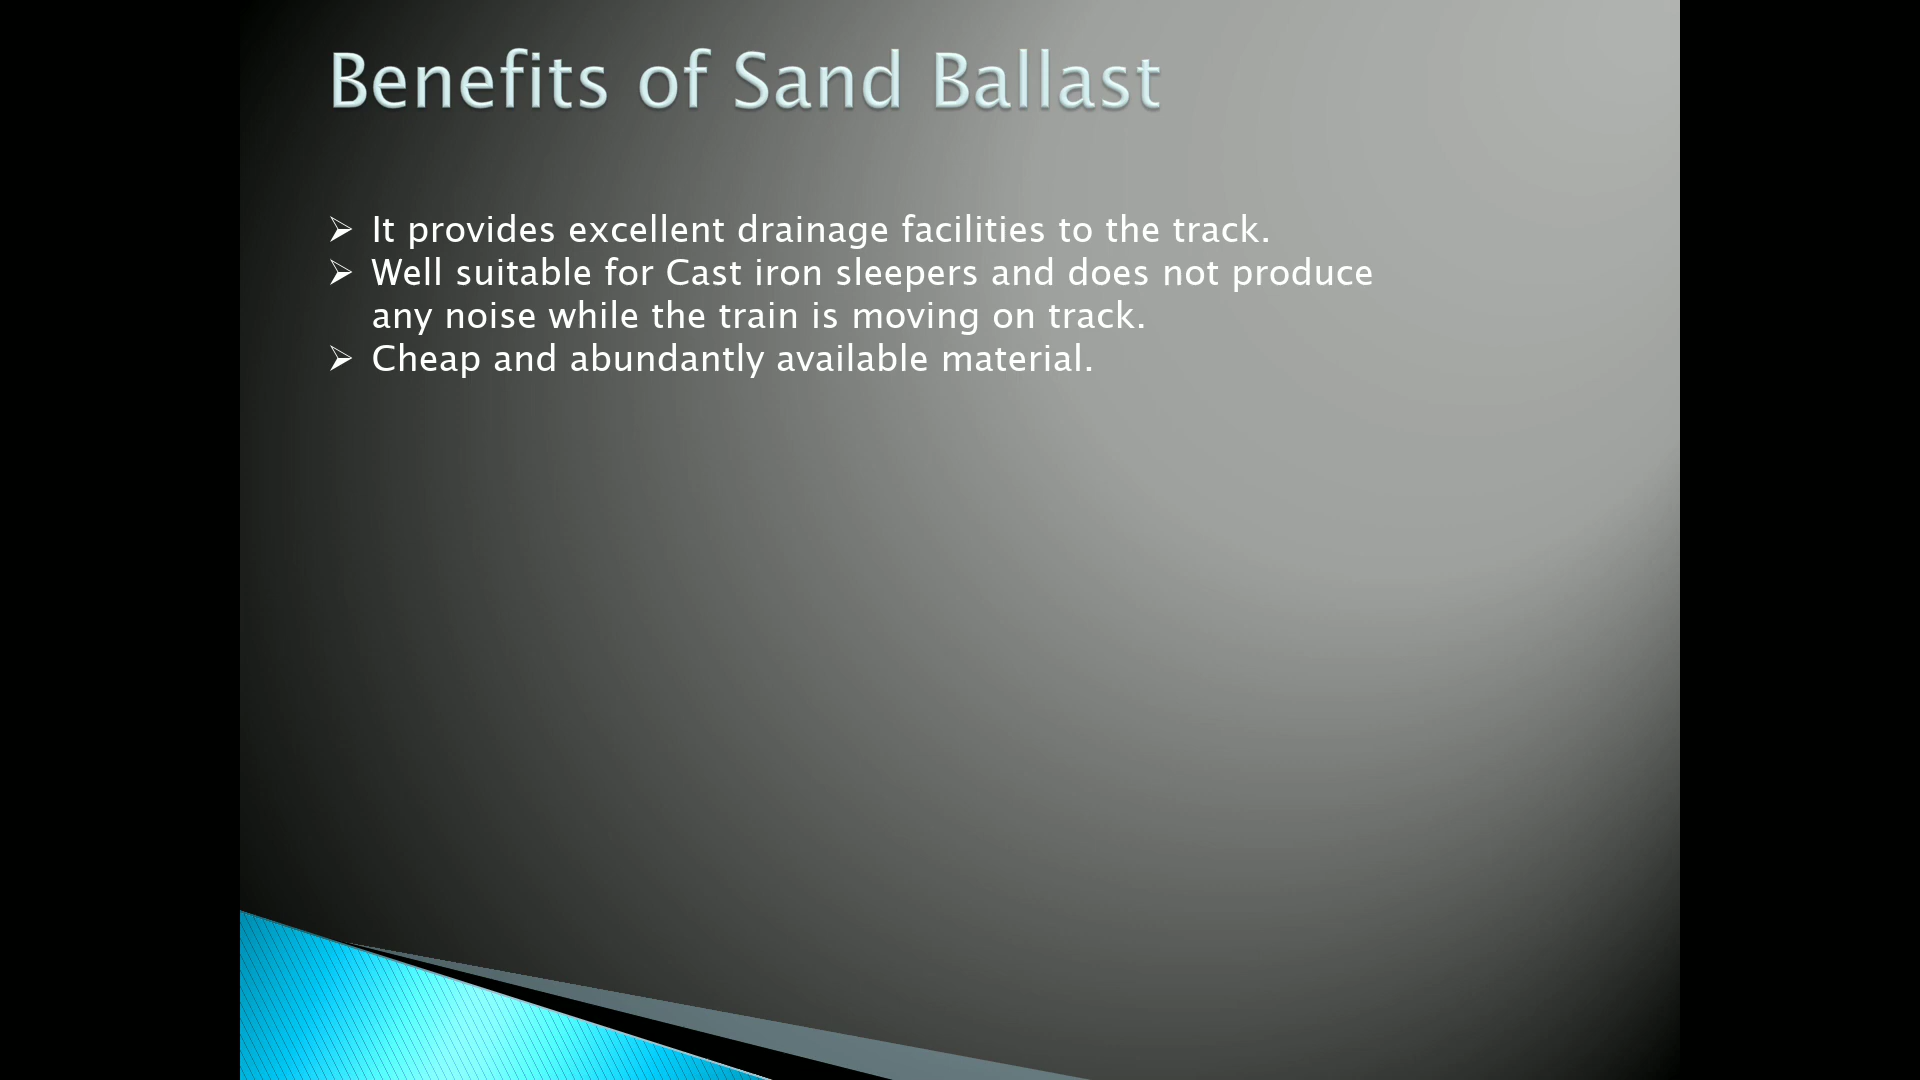 Benefits of Sand Ballast
➢ It provides excellent drainage facilities to the track.
➢ Well suitable for Cast iron sleepers and does not produce
any noise while the train is moving on track.
➢ Cheap and abundantly available material.